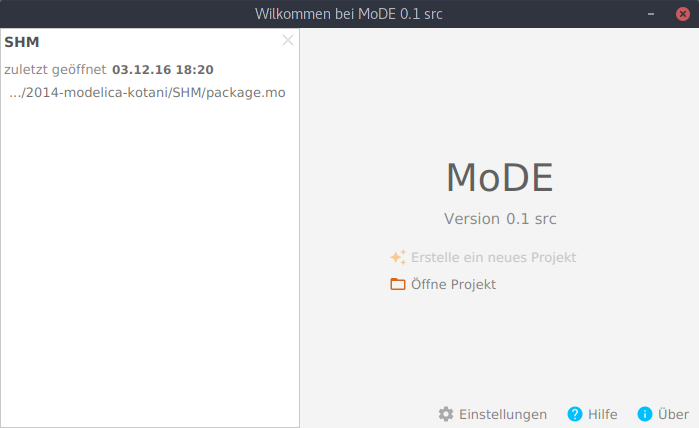 Wilkommen bei MoDE 0.1 src
SHM
zuletzt geöffnet 03.12.16 18:20
.../2014-modelica-kotani/SHM/package.mo
MoDE
Version 0.1 src
Erstelle ein neues Projekt
Öffne Projekt
Einstellungen
Hilfe
Über